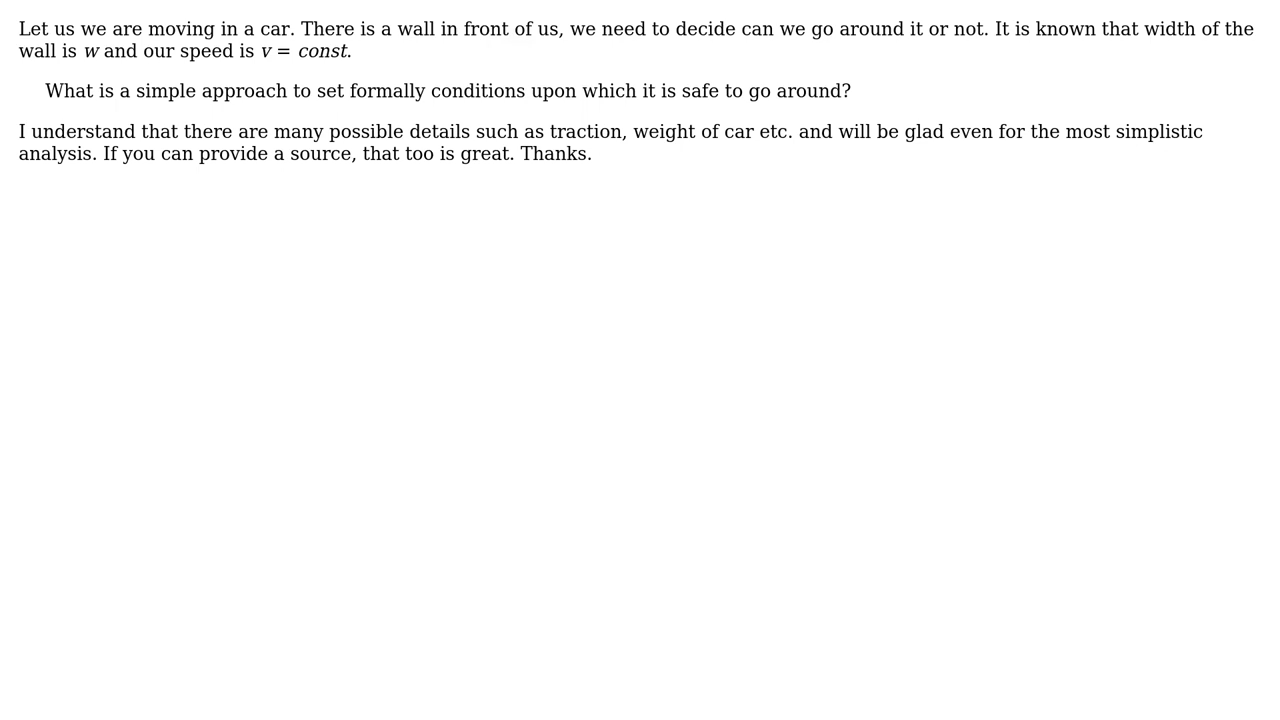 Let us we are moving in a car. There is a wall in front of us, we need to decide can we go around it or not. It is known that width of the
wall is w and our speed is v = const.
What is a simple approach to set formally conditions upon which it is safe to go around?
I understand that there are many possible details such as traction, weight of car etc. and will be glad even for the most simplistic
analysis. If you can provide a source, that too is great. Thanks.